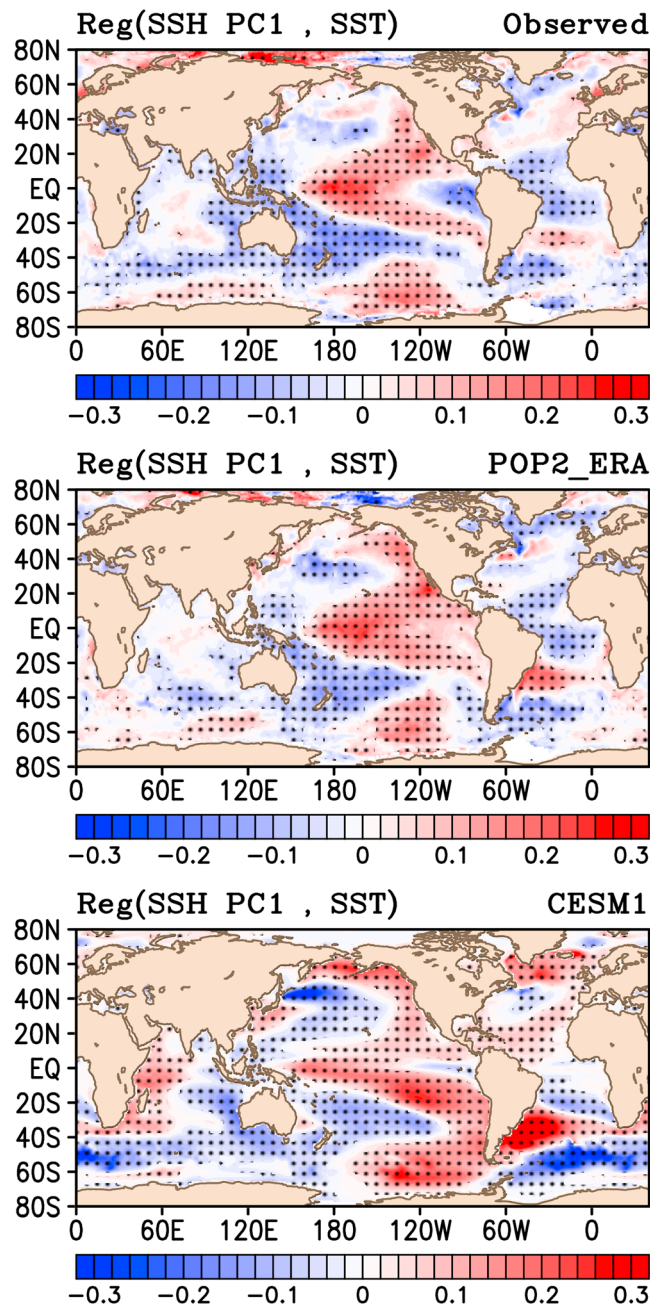 Reg(SSH PC1 , SST) Observed
80N
60N
40N
20N
EQ
20S
40S
60S
80S
0 60E 120E 180 120W 60W 0
-0.3 -0.2 -0.1 0 0.1 0.2 0.3
Reg(SSH PC1 , SST) POP2_ERA
80N
60N
40N
20N
EQ
20S
40S
60S
80S
0 60E 120E 180 120W 60W 0
-0.3 -0.2 -0.1 0 0.1 0.2 0.3
Reg(SSH PC1 , SST) CESM1
80N
60N
40N
20N
EQ
20S
40S
60S
80S
0 60E 120E 180 120W 60W 0
-0.3 -0.2 -0.1 0 0.1 0.2 0.3